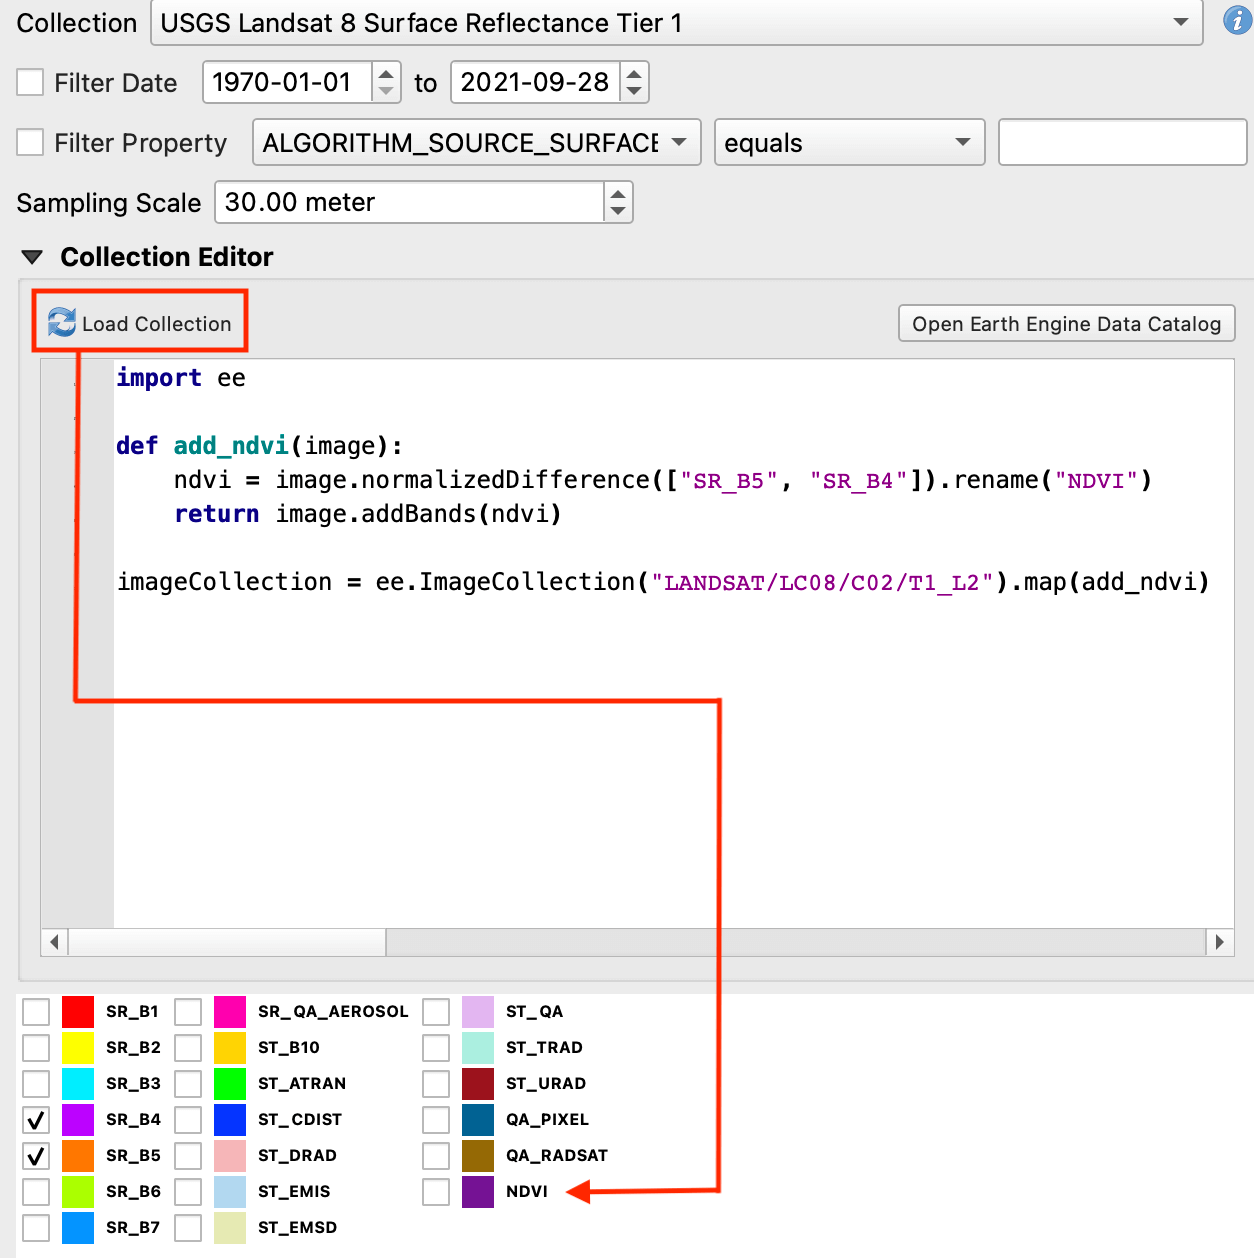 Collection USGS Landsat 8 Surface Reflectance Tier 1
Filter Date 1970-01-01 to 2021-09-28
Filter Property ALGORITHM_SOURCE_SURFACE equals
Sampling Scale 30.00 meter
Collection Editor
Load Collection Open Earth Engine Data Catalog
import ee
def add_ndvi(image):
ndvi = image.normalizedDifference(["SR_B5", "SR_B4"]).rename("NDVI")
return image.addBands(ndvi)
imageCollection = ee.ImageCollection("LANDSAT/LC08/C02/T1_L2").map(add_ndvi)
SR_B1 SR_QA_AEROSOL ST_QA
SR_B2 ST_B10 ST_TRAD
SR_B3 ST_ATRAN ST_URAD
SR_B4 ST_CDIST QA_PIXEL
SR_B5 ST_DRAD QA_RADSAT
SR_B6 ST_EMIS NDVI
SR_B7 ST_EMSD